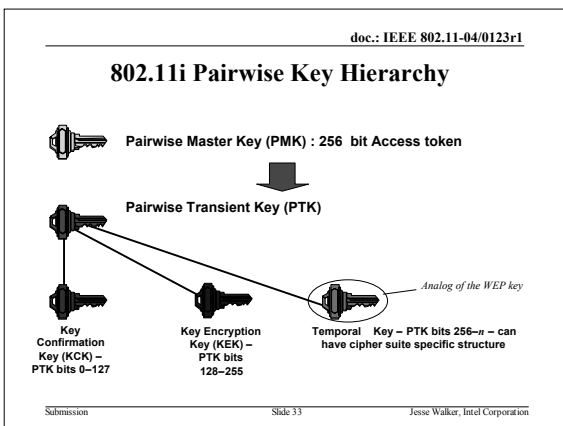 doc.: IEEE 802.11-04/0123r1
802.11i Pairwise Key Hierarchy
Pairwise Master Key (PMK) : 256 bit Access token
Pairwise Transient Key (PTK)
Analog of the WEP key
Key
Confirmation
Key (KCK) –
PTK bits 0–127
Key Encryption
Key (KEK) –
PTK bits
128–255
Temporal Key – PTK bits 256–n – can
have cipher suite specific structure
Submission
Slide 33
Jesse Walker, Intel Corporation